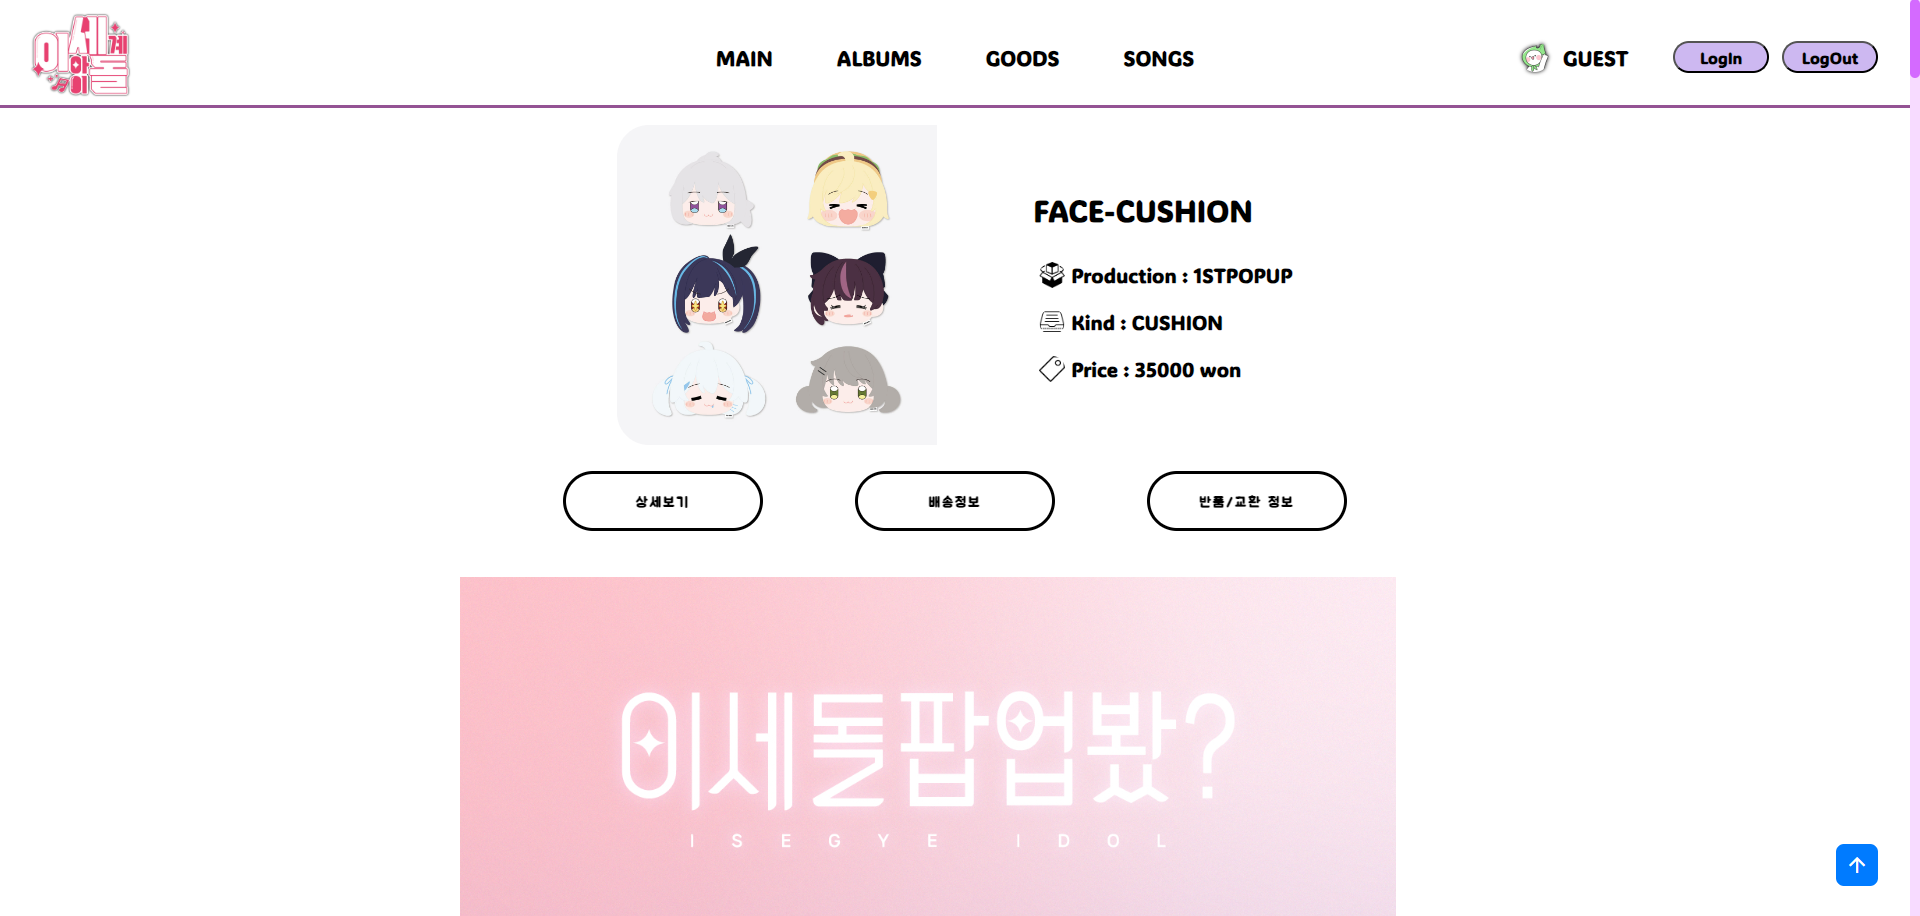 이세계아이돌
MAIN
ALBUMS
GOODS
SONGS
GUEST
LogIn
LogOut
FACE-CUSHION
Production : 1STPOPUP
Kind : CUSHION
Price : 35000 won
상세보기
배송정보
반품/교환 정보
이세돌팝업봤?
ISEGYE IDOL